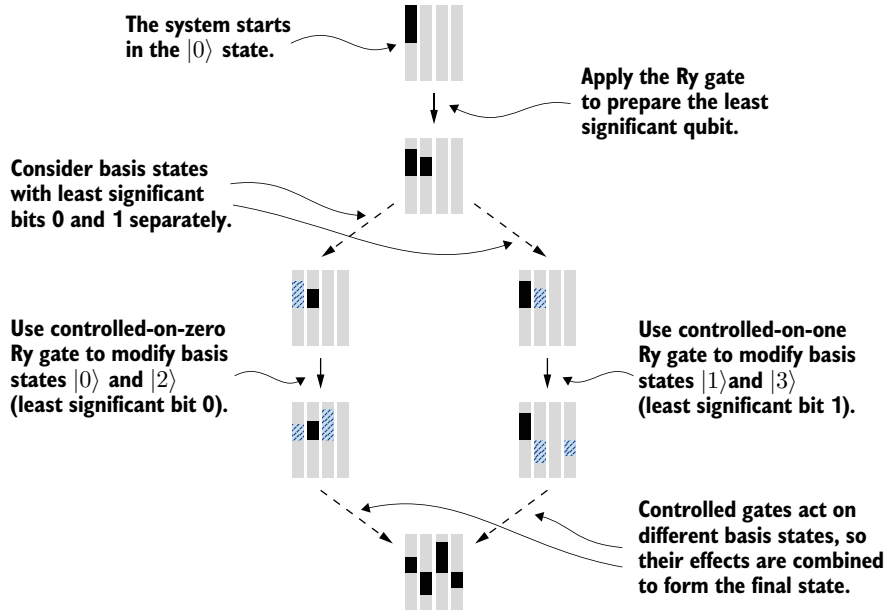 The system starts
in the |0⟩ state.
Apply the Ry gate
to prepare the least
significant qubit.
Consider basis states
with least significant
bits 0 and 1 separately.
Use controlled-on-zero
Ry gate to modify basis
states |0⟩ and |2⟩
(least significant bit 0).
Use controlled-on-one
Ry gate to modify basis
states |1⟩and |3⟩
(least significant bit 1).
Controlled gates act on
different basis states, so
their effects are combined
to form the final state.